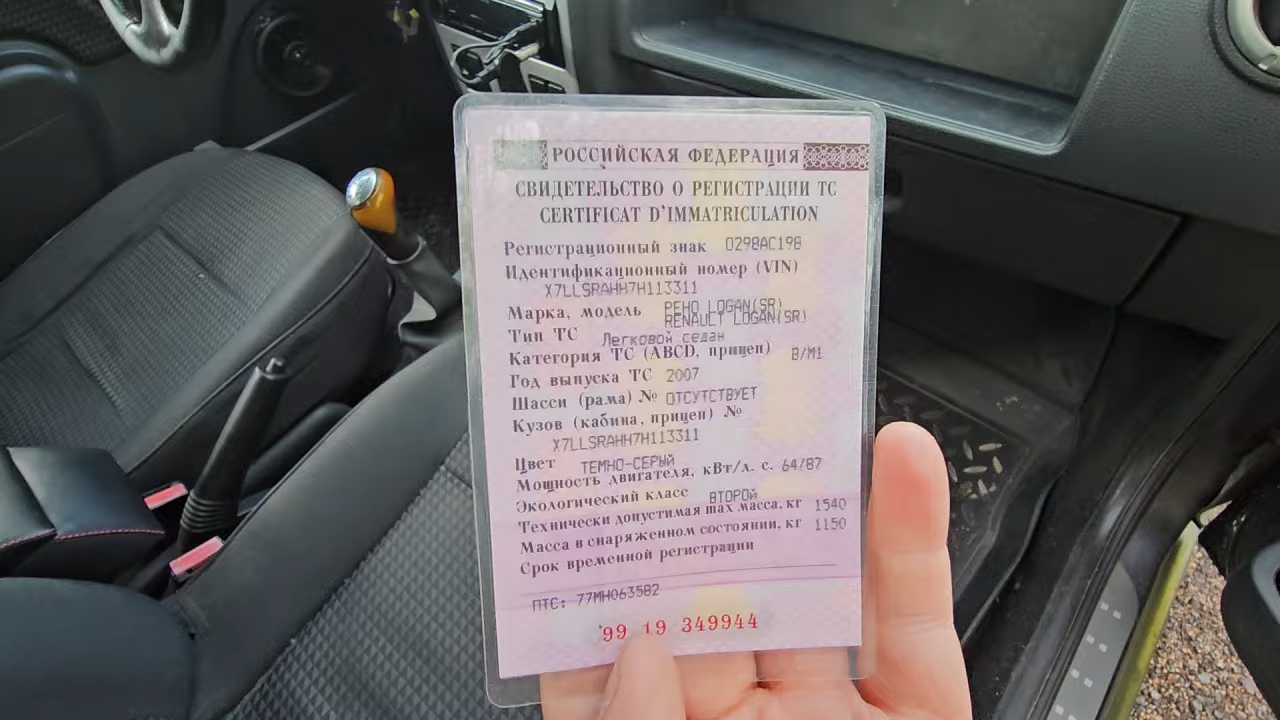 РОССИЙСКАЯ ФЕДЕРАЦИЯ
СВИДЕТЕЛЬСТВО О РЕГИСТРАЦИИ ТС
CERTIFICAT D'IMMATRICULATION
Регистрационный знак О298АС198
Идентификационный номер (VIN)
X7LLSRAHH7H113311
Марка, модель РЕНО LOGAN(SR)
RENAULT LOGAN(SR)
Тип ТС Легковой седан
Категория ТС (ABCD, прицеп) B/M1
Год выпуска ТС 2007
Шасси (рама) № ОТСУТСТВУЕТ
Кузов (кабина, прицеп) №
X7LLSRAHH7H113311
Цвет ТЕМНО-СЕРЫЙ
Мощность двигателя, кВт/л. с. 64/87
Экологический класс ВТОРОЙ
Технически допустимая max масса, кг 1540
Масса в снаряженном состоянии, кг 1150
Срок временной регистрации
ПТС: 77МН063582
99 19 349944